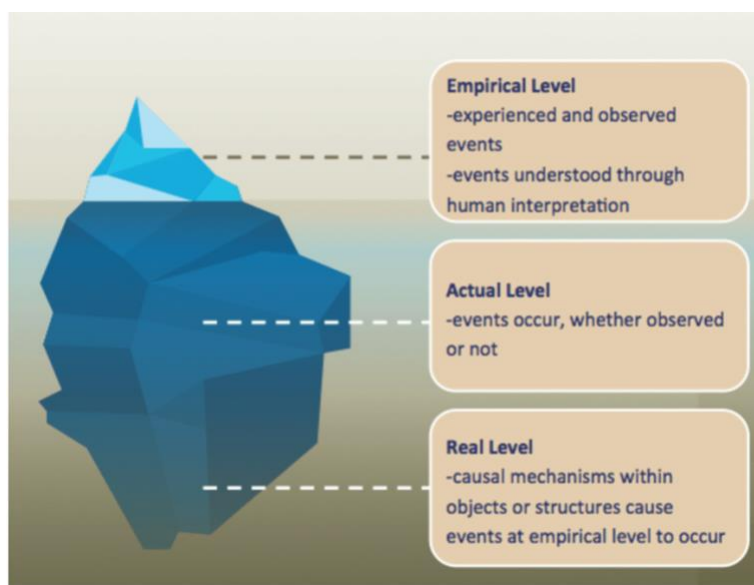 Empirical Level
-experienced and observed
events
-events understood through
human interpretation
Actual Level
-events occur, whether observed
or not
Real Level
-causal mechanisms within
objects or structures cause
events at empirical level to occur